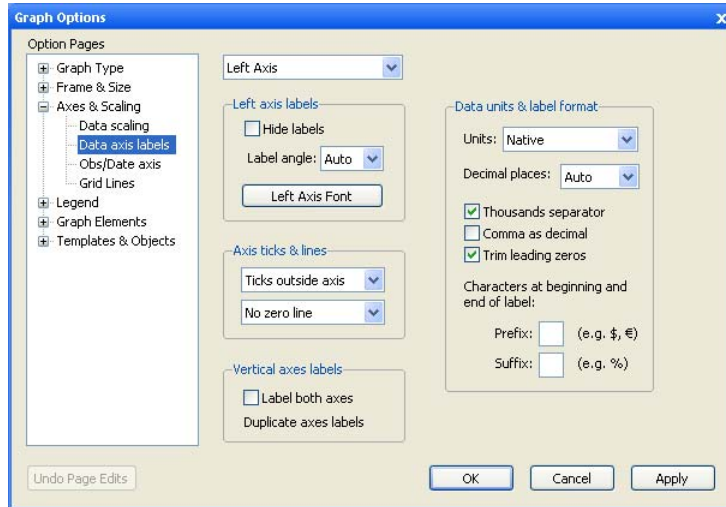 Graph Options
x
Option Pages
Graph Type
Frame & Size
Axes & Scaling
Data scaling
Data axis labels
Obs/Date axis
Grid Lines
Legend
Graph Elements
Templates & Objects
Left Axis
Left axis labels
Hide labels
Label angle: Auto
Left Axis Font
Axis ticks & lines
Ticks outside axis
No zero line
Vertical axes labels
Label both axes
Duplicate axes labels
Data units & label format
Units: Native
Decimal places: Auto
Thousands separator
Comma as decimal
Trim leading zeros
Characters at beginning and
end of label:
Prefix: (e.g. $, €)
Suffix: (e.g. %)
Undo Page Edits
OK
Cancel
Apply